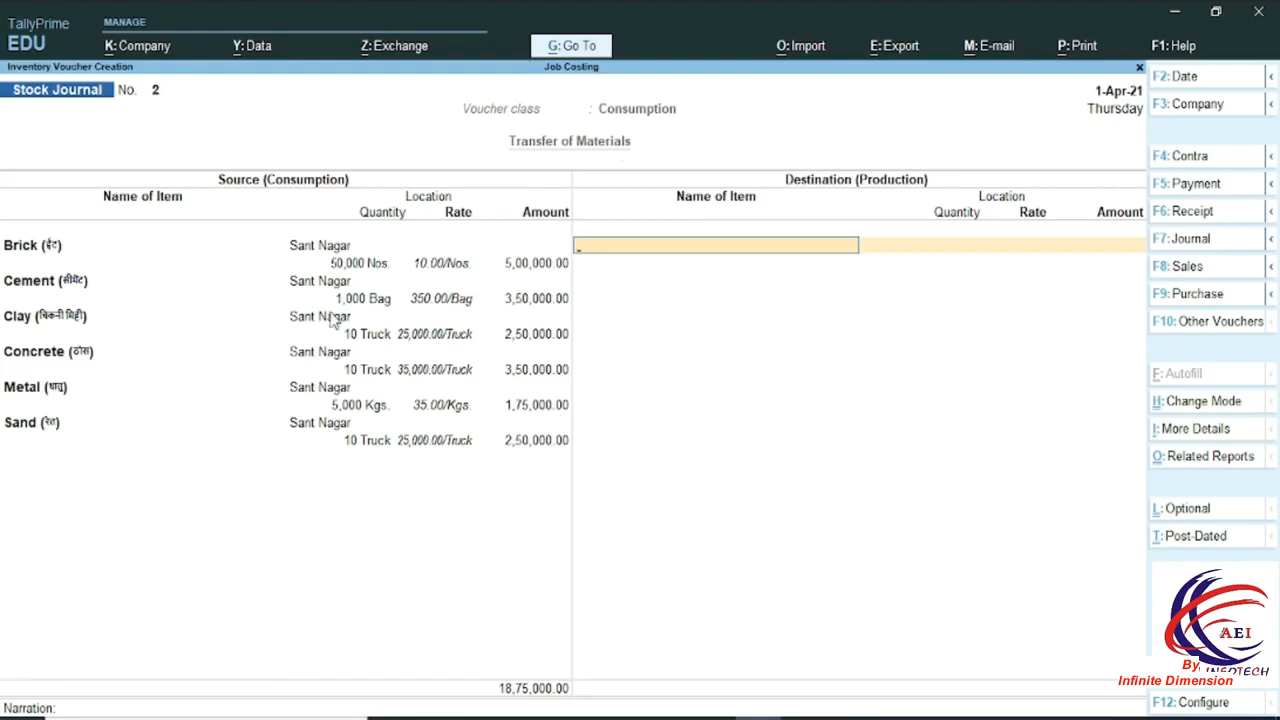 TallyPrime
EDU
MANAGE
K: Company
Y: Data
Z: Exchange
G: Go To
O: Import
E: Export
M: E-mail
P: Print
F1: Help
Inventory Voucher Creation
Job Costing
x
Stock Journal No. 2
1-Apr-21
Thursday
Voucher class : Consumption
Transfer of Materials
Source (Consumption)
Destination (Production)
Name of Item Location
Quantity Rate Amount
Name of Item Location
Quantity Rate Amount
Brick (ईंट) Sant Nagar
50,000 Nos. 10.00/Nos. 5,00,000.00
Cement (सीमेंट) Sant Nagar
1,000 Bag 350.00/Bag 3,50,000.00
Clay (चिकनी मिट्टी) Sant Nagar
10 Truck 25,000.00/Truck 2,50,000.00
Concrete (ठोस) Sant Nagar
10 Truck 35,000.00/Truck 3,50,000.00
Metal (धातु) Sant Nagar
5,000 Kgs. 35.00/Kgs. 1,75,000.00
Sand (रेत) Sant Nagar
10 Truck 25,000.00/Truck 2,50,000.00
18,75,000.00
Narration:
F2: Date
F3: Company
F4: Contra
F5: Payment
F6: Receipt
F7: Journal
F8: Sales
F9: Purchase
F10: Other Vouchers
F: Autofill
H: Change Mode
I: More Details
O: Related Reports
L: Optional
T: Post-Dated
AEI
INFOTECH
By,
Infinite Dimension
F12: Configure